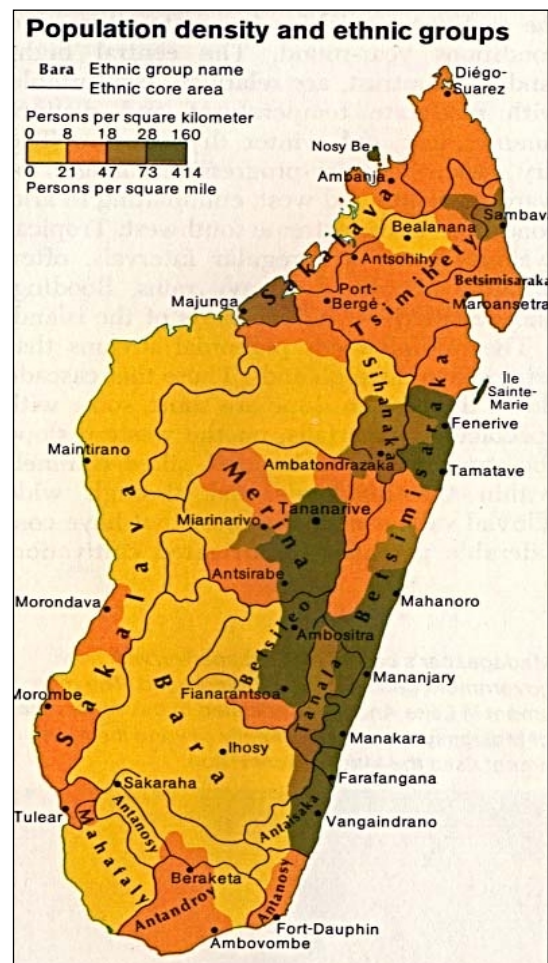 Population density and ethnic groups
Bara Ethnic group name
Ethnic core area
Persons per square kilometer
0 8 18 28 160
0 21 47 73 414
Persons per square mile
Diégo-
Suarez
Nosy Be
Ambanja
Sambava
Bealanana
Sakalava
Antsohihy
Tsimihety
Betsimisaraka
Port-
Bergé
Maroansetra
Majunga
Sihanaka
Île
Sainte-
Marie
Fenerive
Maintirano
Ambatondrazaka
Tamatave
Merina
Betsimisaraka
Miarinarivo
Tananarive
Antsirabe
Sakalava
Morondava
Mahanoro
Betsileo
Ambositra
Bara
Tanala
Mananjary
Morombe
Fianarantsoa
Manakara
Ihosy
Farafangana
Sakaraha
Antaisaka
Tulear
Antanosy
Vangaindrano
Mahafaly
Beraketa
Antanosy
Antandroy
Fort-Dauphin
Ambovombe